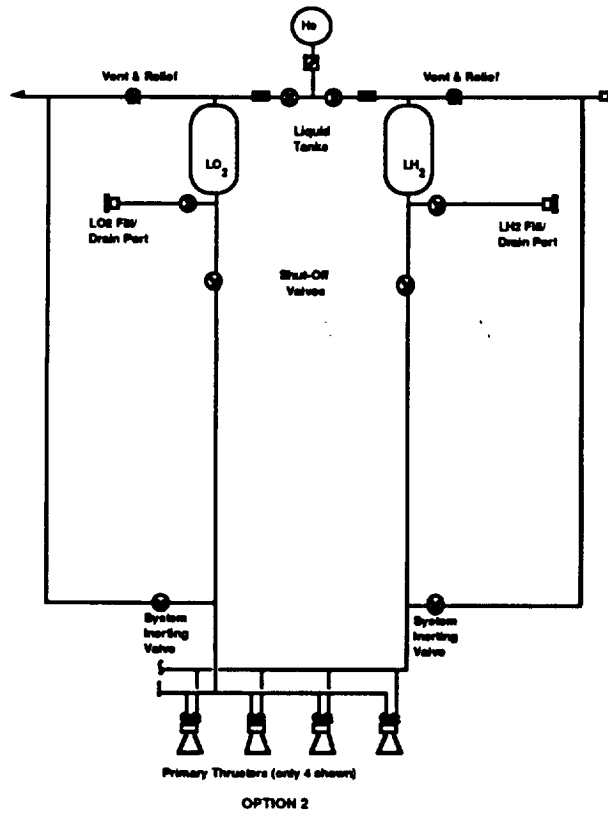 He
Vent & Relief
Vent & Relief
Liquid
Tanks
LO2
LH2
LO2 Fill/
Drain Port
LH2 Fill/
Drain Port
Shut-Off
Valves
System
Inerting
Valve
System
Inerting
Valve
Primary Thrustors (only 4 shown)
OPTION 2